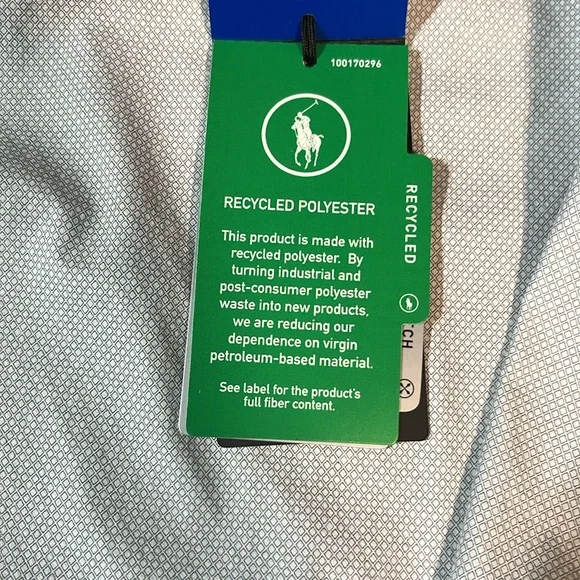 100170296
RECYCLED POLYESTER
This product is made with
recycled polyester. By
turning industrial and
post-consumer polyester
waste into new products,
we are reducing our
dependence on virgin
petroleum-based material.
See label for the product's
full fiber content.
RECYCLED